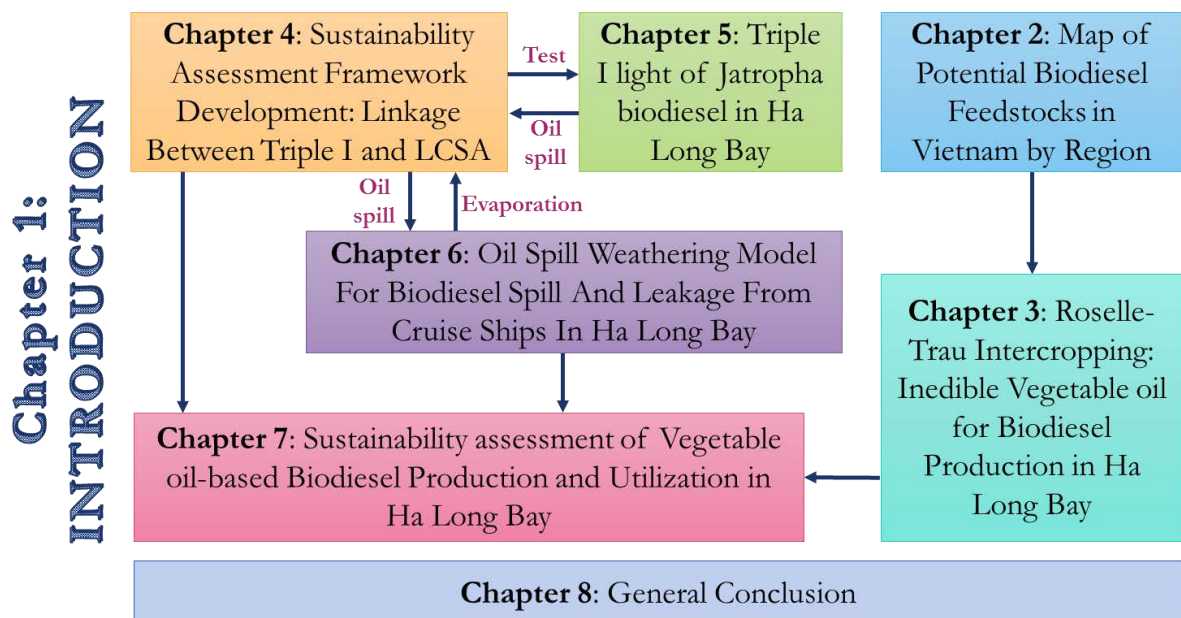 Chapter 1:
INTRODUCTION
Chapter 4: Sustainability
Assessment Framework
Development: Linkage
Between Triple I and LCSA
Test
Oil
spill
Chapter 5: Triple
I light of Jatropha
biodiesel in Ha
Long Bay
Chapter 2: Map of
Potential Biodiesel
Feedstocks in
Vietnam by Region
Oil
spill
Evaporation
Chapter 6: Oil Spill Weathering Model
For Biodiesel Spill And Leakage From
Cruise Ships In Ha Long Bay
Chapter 3: Roselle-
Trau Intercropping:
Inedible Vegetable oil
for Biodiesel
Production in Ha
Long Bay
Chapter 7: Sustainability assessment of Vegetable
oil-based Biodiesel Production and Utilization in
Ha Long Bay
Chapter 8: General Conclusion